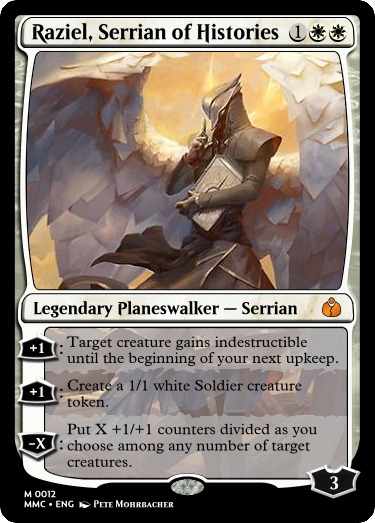 Raziel, Serrian of Histories 1
Legendary Planeswalker — Serrian
+1 : Target creature gains indestructible
until the beginning of your next upkeep.
+1 : Create a 1/1 white Soldier creature
token.
-X : Put X +1/+1 counters divided as you
choose among any number of target
creatures.
3
M 0012
MMC • ENG Pete Mohrbacher